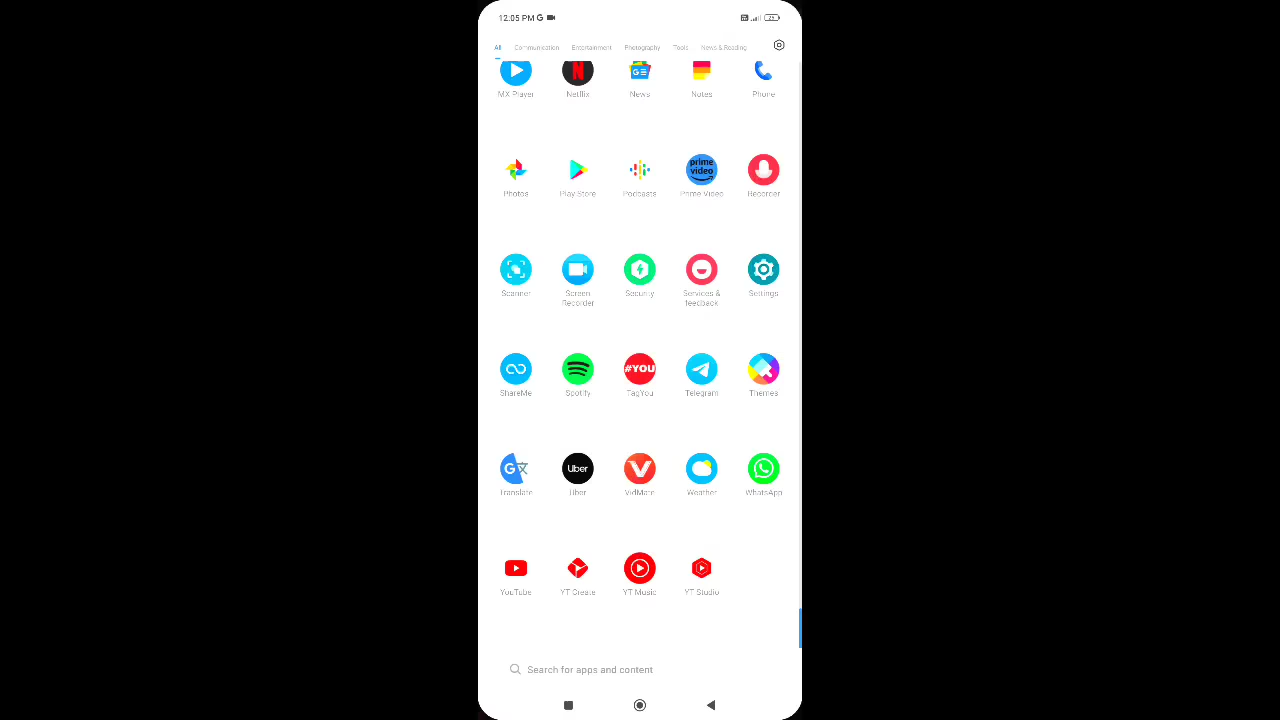 12:05 PM G
All Communication Entertainment Photography Tools News & Reading
MX Player Netflix News Notes Phone
prime
video
Photos Play Store Podcasts Prime Video Recorder
Scanner Screen Security Services & Settings
Recorder feedback
#YOU
ShareMe Spotify TagYou Telegram Themes
G Uber
Translate Uber VidMate Weather WhatsApp
YouTube YT Create YT Music YT Studio
Search for apps and content